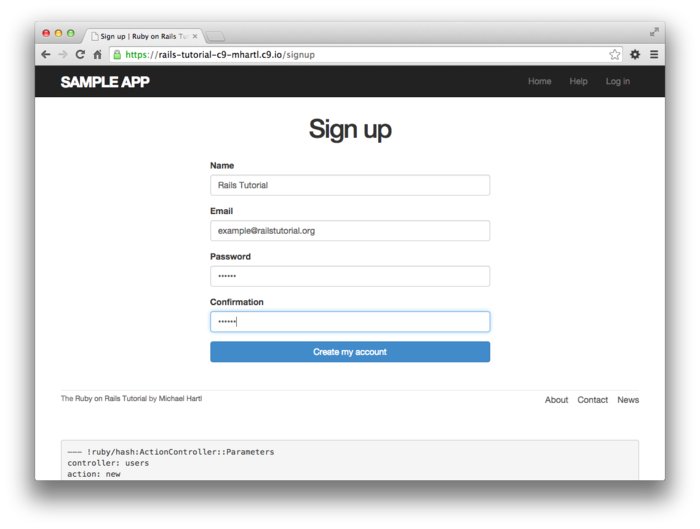 Sign up | Ruby on Rails Tut
https://rails-tutorial-c9-mhartl.c9.io/signup
SAMPLE APP
Home Help Log in
Sign up
Name
Rails Tutorial
Email
example@railstutorial.org
Password
••••••
Confirmation
••••••
Create my account
The Ruby on Rails Tutorial by Michael Hartl
About Contact News
--- !ruby/hash:ActionController::Parameters
controller: users
action: new